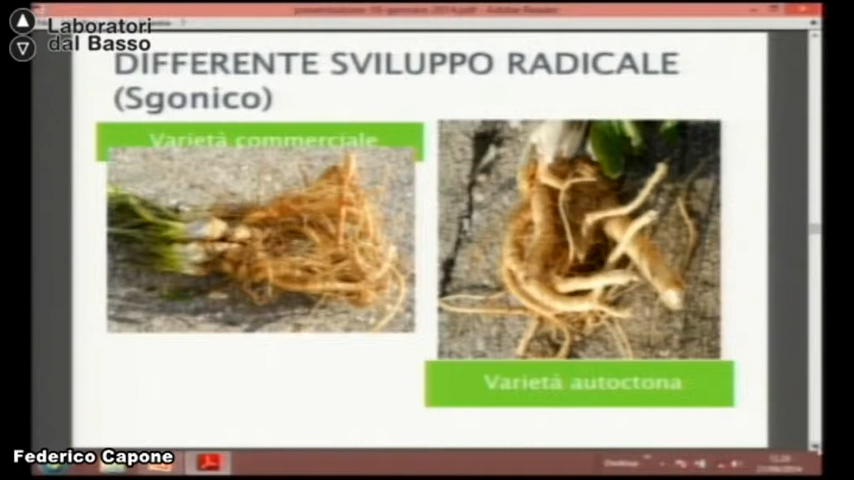 Laboratori
dal Basso
DIFFERENTE SVILUPPO RADICALE
(Sgonico)
Varietà commerciale
Varietà autoctona
Federico Capone